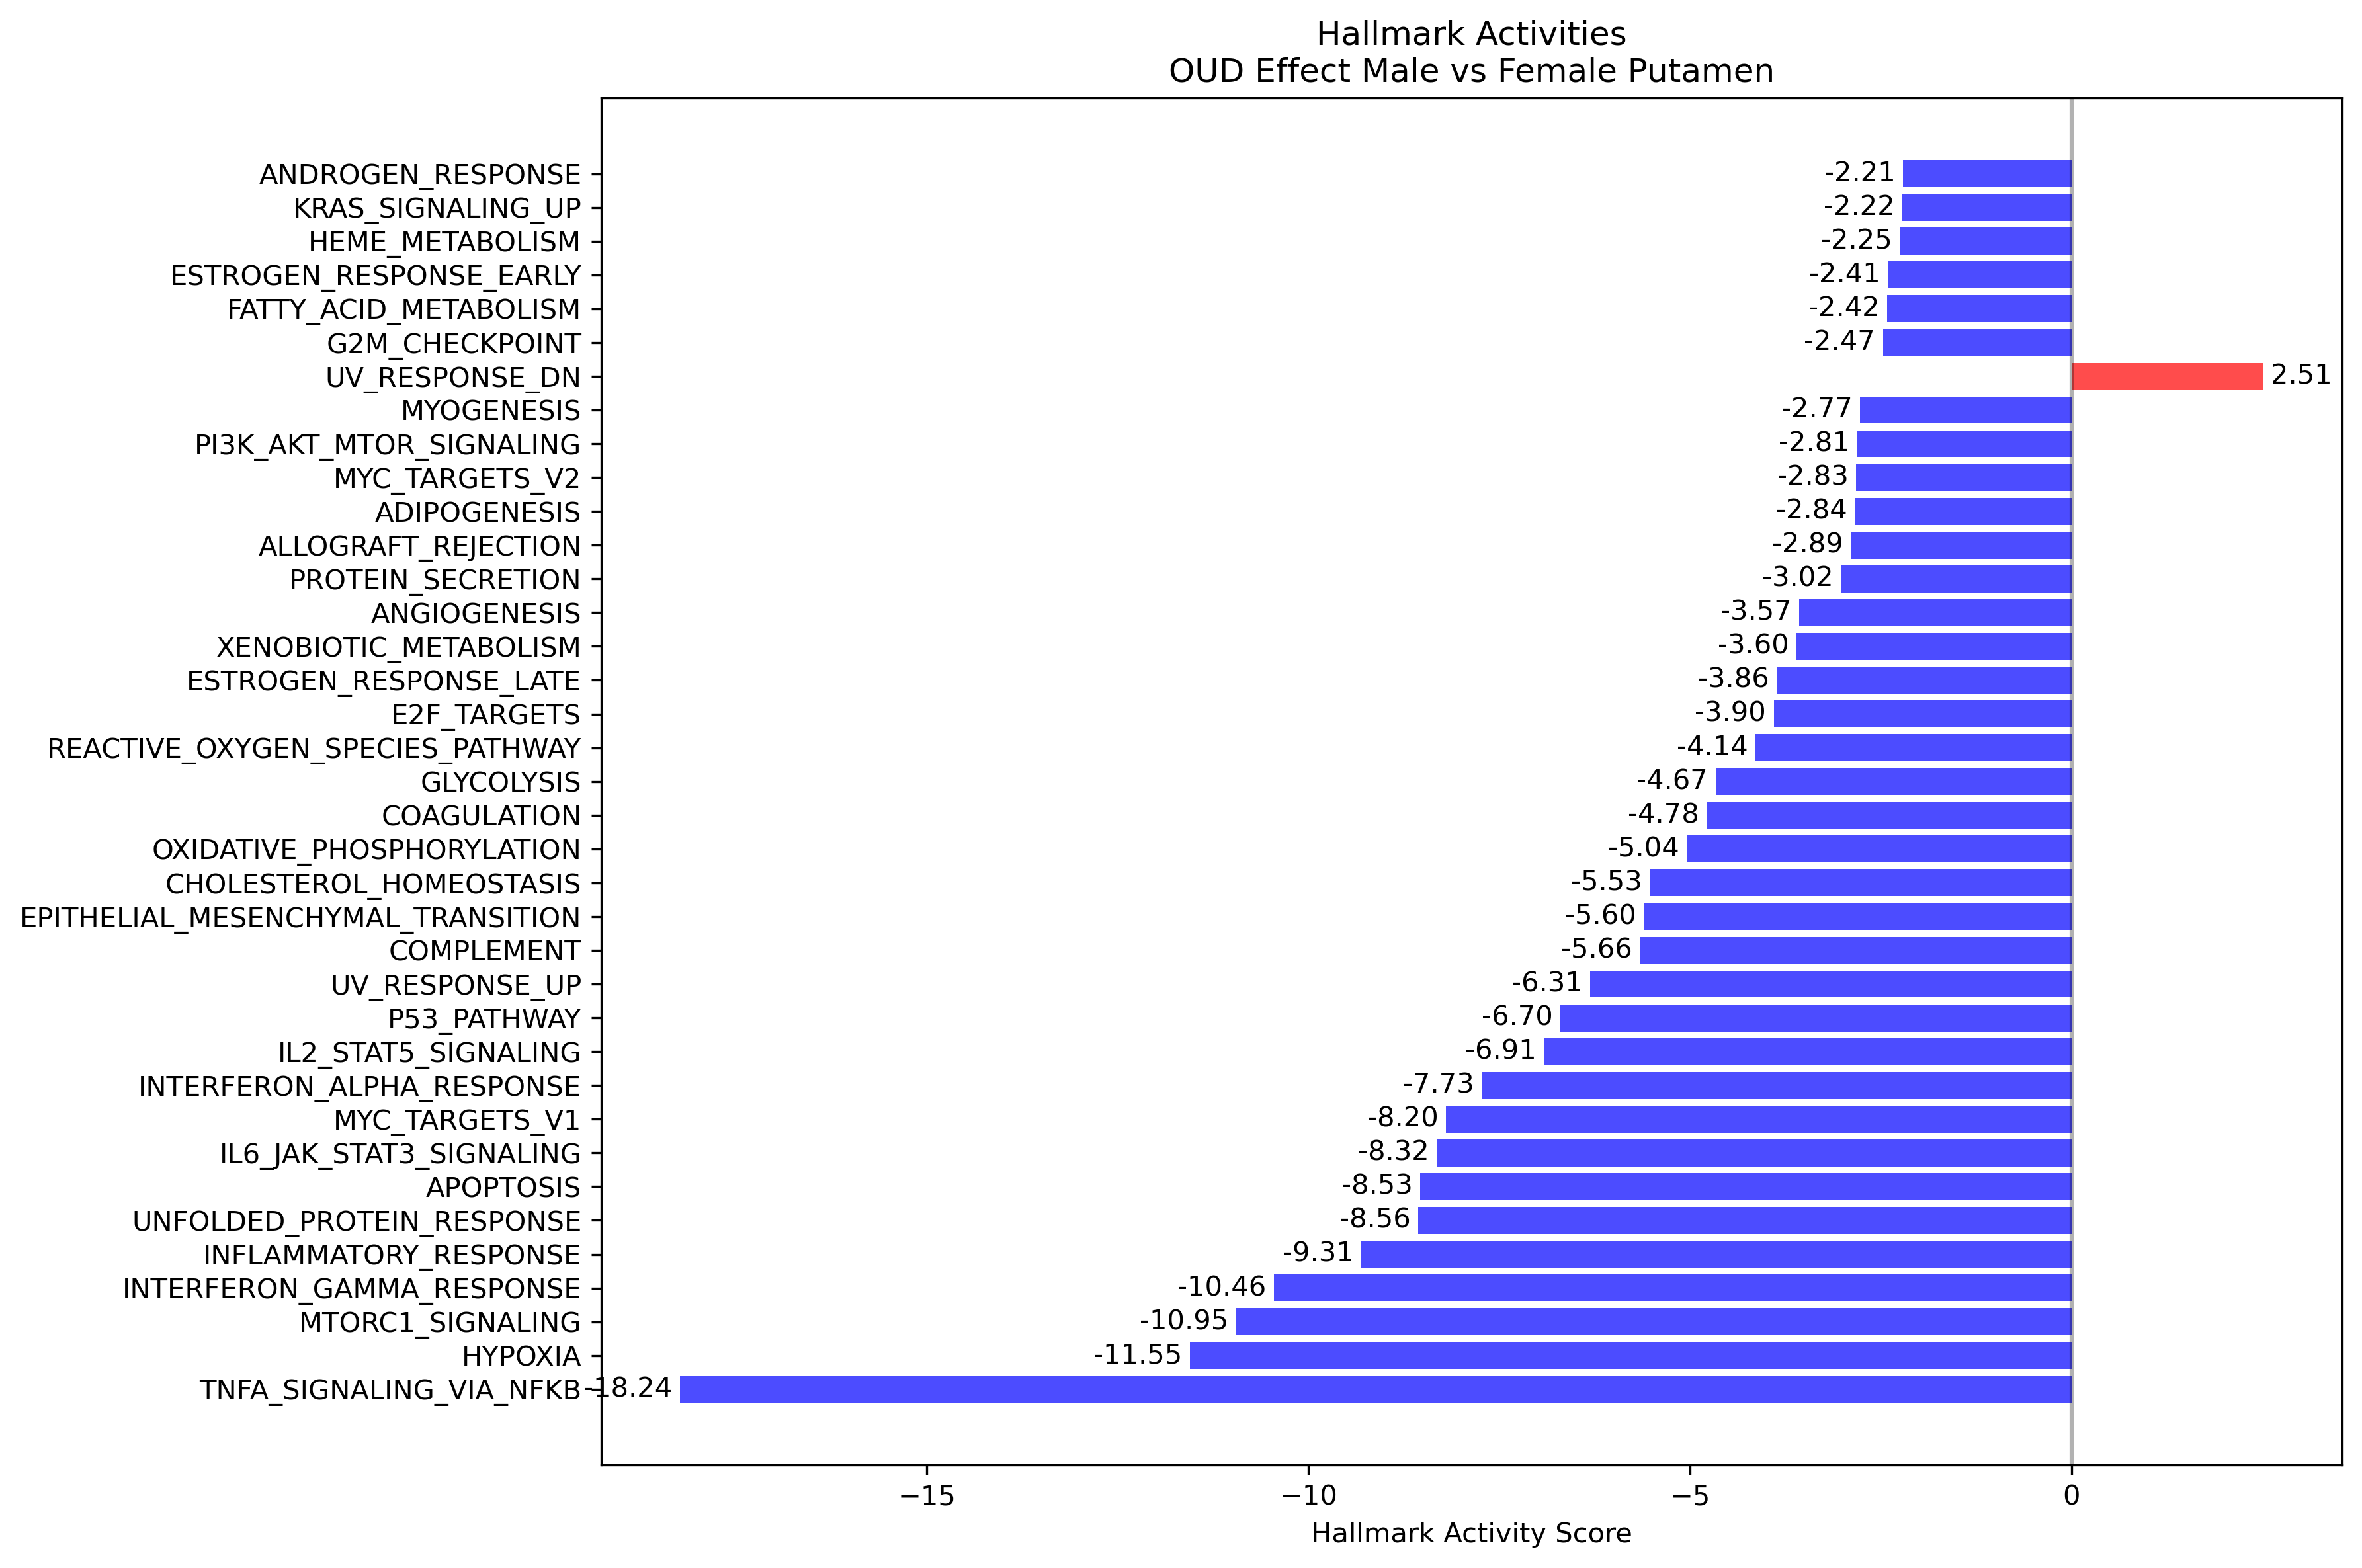 Hallmark Activities
OUD Effect Male vs Female Putamen
ANDROGEN_RESPONSE -2.21
KRAS_SIGNALING_UP -2.22
HEME_METABOLISM -2.25
ESTROGEN_RESPONSE_EARLY -2.41
FATTY_ACID_METABOLISM -2.42
G2M_CHECKPOINT -2.47
UV_RESPONSE_DN 2.51
MYOGENESIS -2.77
PI3K_AKT_MTOR_SIGNALING -2.81
MYC_TARGETS_V2 -2.83
ADIPOGENESIS -2.84
ALLOGRAFT_REJECTION -2.89
PROTEIN_SECRETION -3.02
ANGIOGENESIS -3.57
XENOBIOTIC_METABOLISM -3.60
ESTROGEN_RESPONSE_LATE -3.86
E2F_TARGETS -3.90
REACTIVE_OXYGEN_SPECIES_PATHWAY -4.14
GLYCOLYSIS -4.67
COAGULATION -4.78
OXIDATIVE_PHOSPHORYLATION -5.04
CHOLESTEROL_HOMEOSTASIS -5.53
EPITHELIAL_MESENCHYMAL_TRANSITION -5.60
COMPLEMENT -5.66
UV_RESPONSE_UP -6.31
P53_PATHWAY -6.70
IL2_STAT5_SIGNALING -6.91
INTERFERON_ALPHA_RESPONSE -7.73
MYC_TARGETS_V1 -8.20
IL6_JAK_STAT3_SIGNALING -8.32
APOPTOSIS -8.53
UNFOLDED_PROTEIN_RESPONSE -8.56
INFLAMMATORY_RESPONSE -9.31
INTERFERON_GAMMA_RESPONSE -10.46
MTORC1_SIGNALING -10.95
HYPOXIA -11.55
TNFA_SIGNALING_VIA_NFKB -18.24
−15 −10 −5 0
Hallmark Activity Score